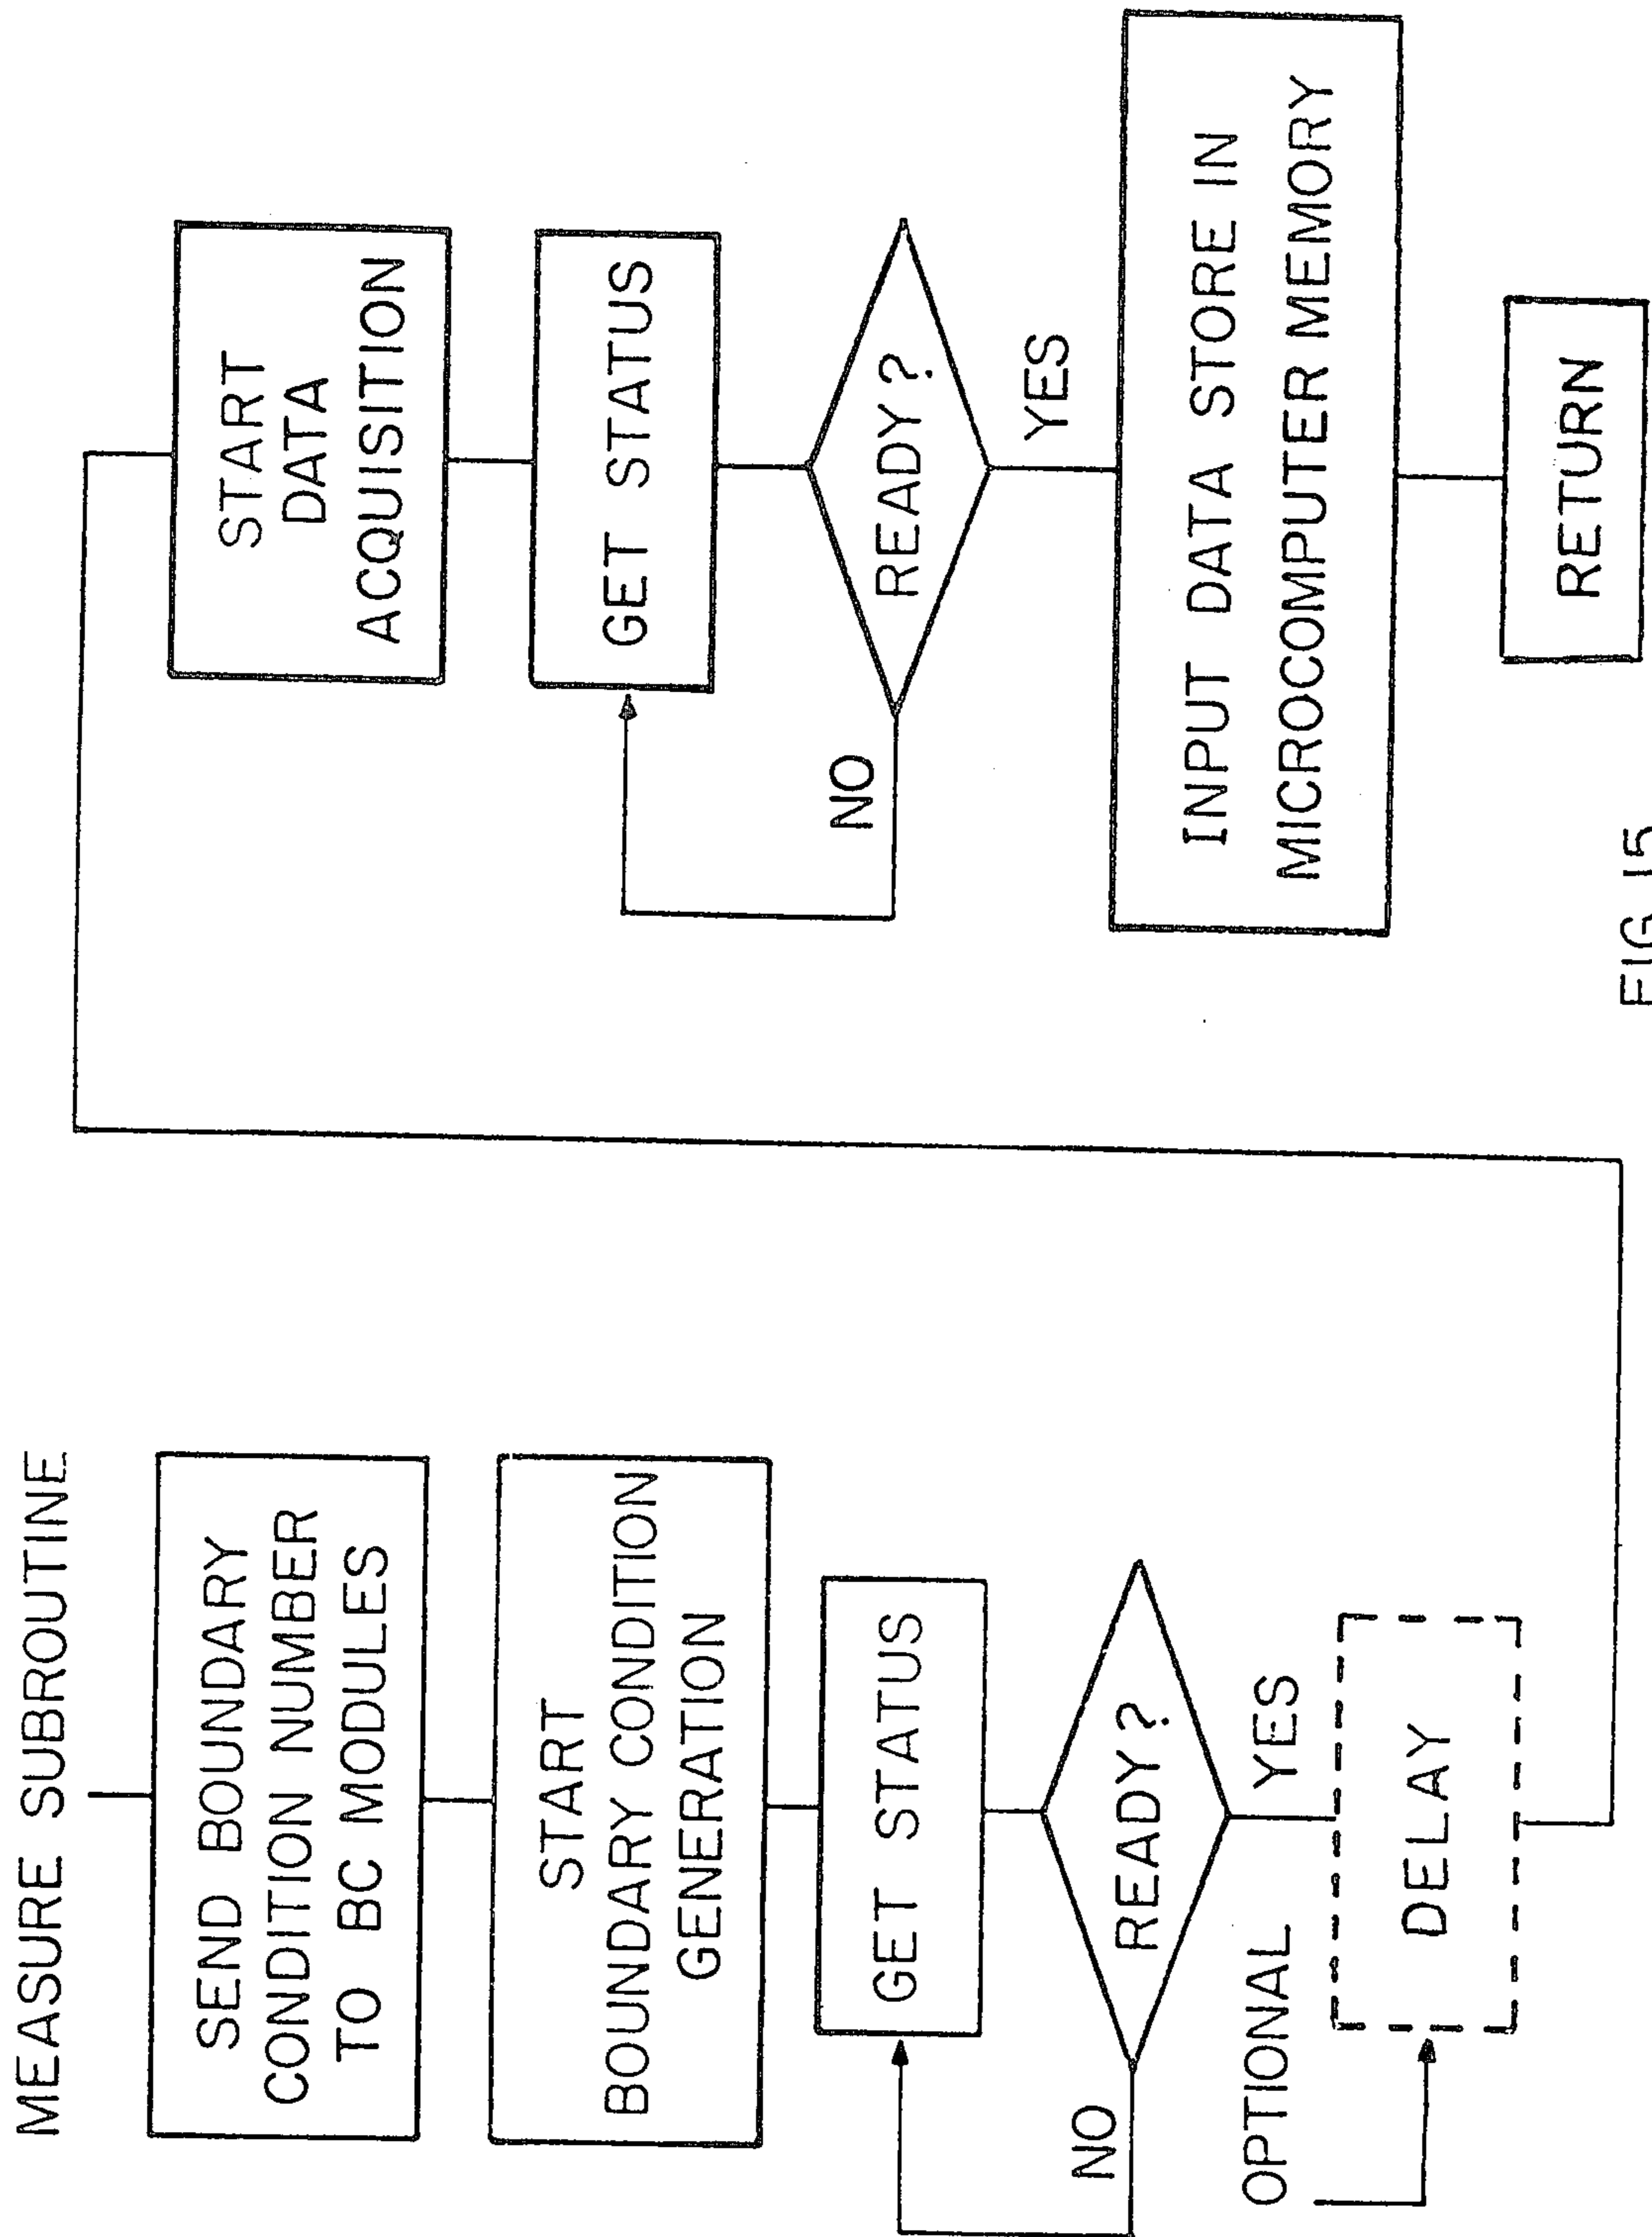 MEASURE SUBROUTINE
SEND BOUNDARY
CONDITION NUMBER
TO BC MODULES
START
BOUNDARY CONDITION
GENERATION
GET STATUS
READY?
NO
YES
OPTIONAL
DELAY
START
DATA
ACQUISITION
GET STATUS
READY?
NO
YES
INPUT DATA STORE IN
MICROCOMPUTER MEMORY
RETURN
FIG. 15